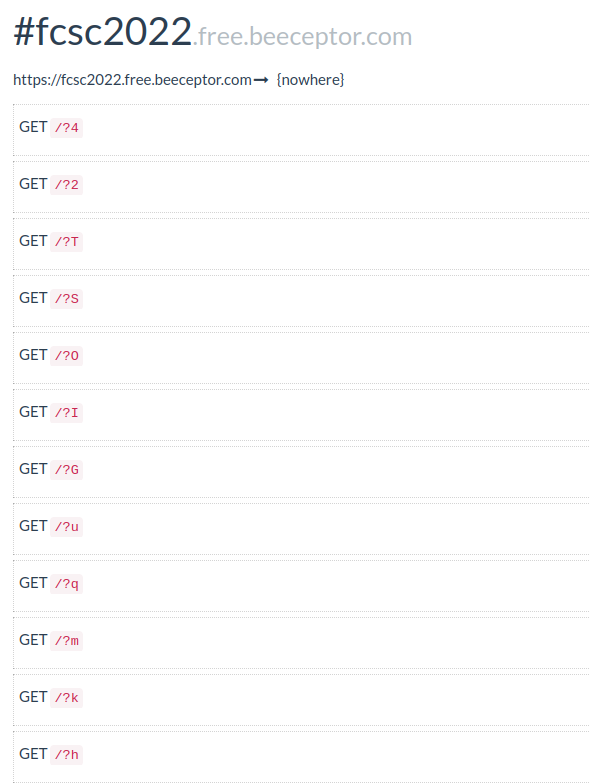 #fcsc2022.free.beeceptor.com
https://fcsc2022.free.beeceptor.com→ {nowhere}
GET /?4
GET /?2
GET /?T
GET /?S
GET /?O
GET /?I
GET /?G
GET /?u
GET /?q
GET /?m
GET /?k
GET /?h